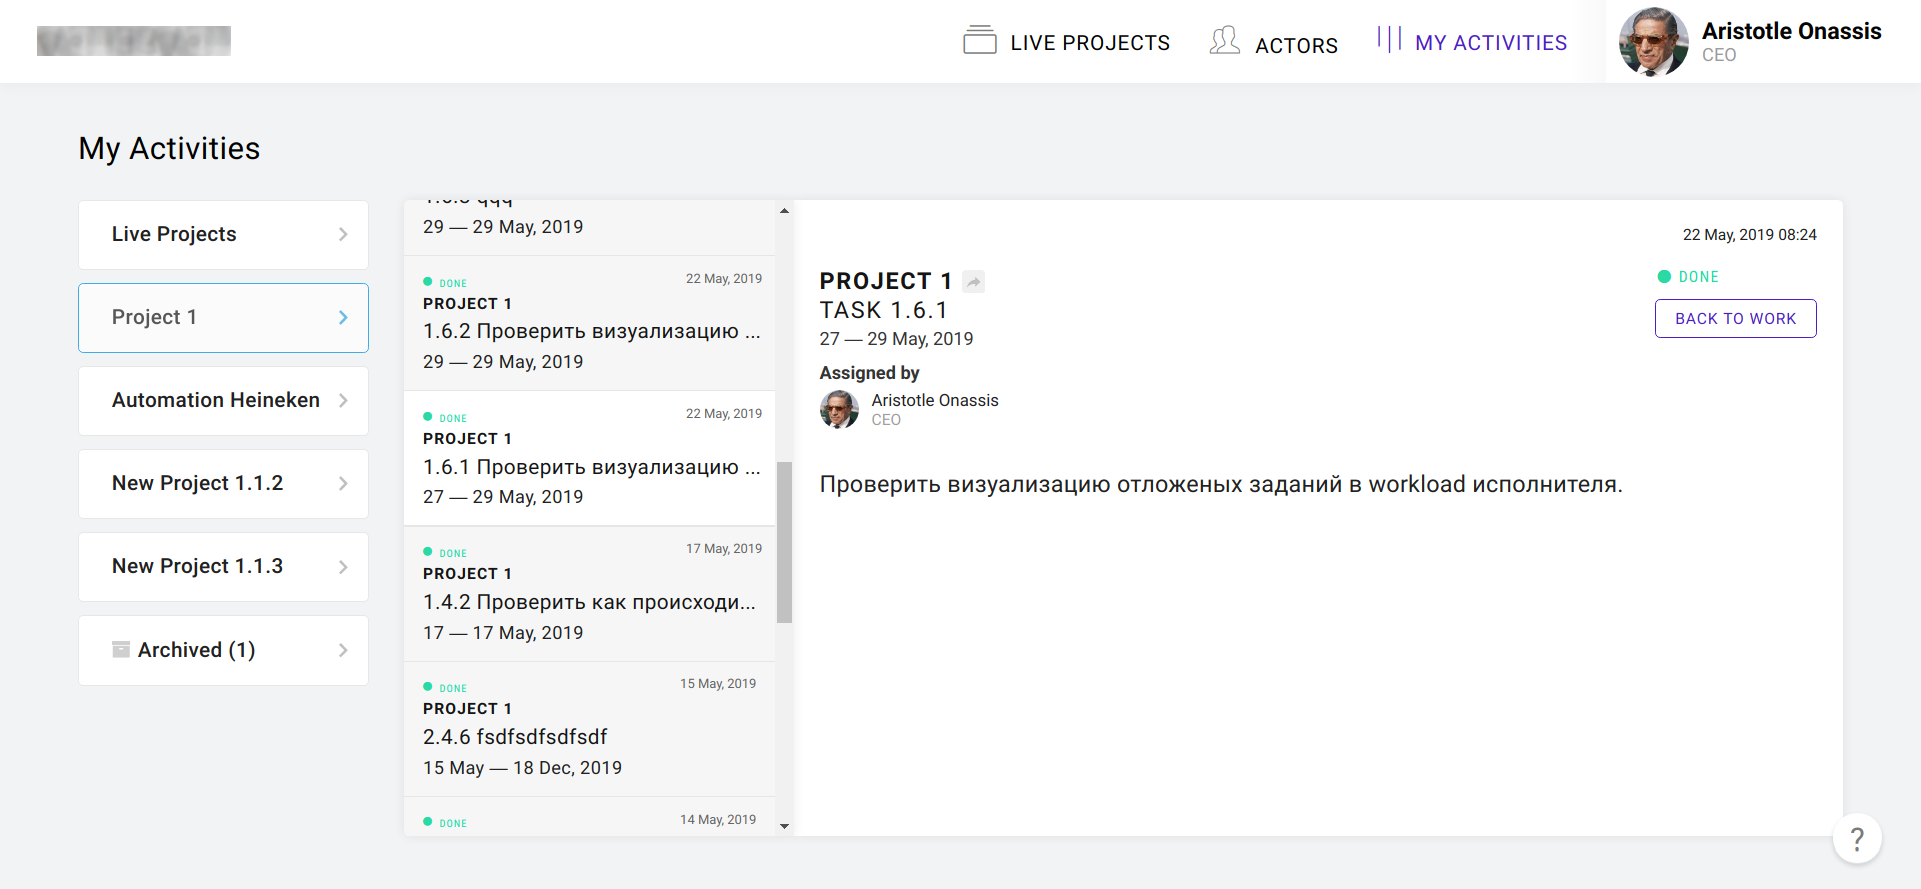 LIVE PROJECTS
ACTORS
MY ACTIVITIES
Aristotle Onassis
CEO
My Activities
Live Projects
Project 1
Automation Heineken
New Project 1.1.2
New Project 1.1.3
Archived (1)
29 — 29 May, 2019
DONE
22 May, 2019
PROJECT 1
1.6.2 Проверить визуализацию ...
29 — 29 May, 2019
DONE
22 May, 2019
PROJECT 1
1.6.1 Проверить визуализацию ...
27 — 29 May, 2019
DONE
17 May, 2019
PROJECT 1
1.4.2 Проверить как происходи...
17 — 17 May, 2019
DONE
15 May, 2019
PROJECT 1
2.4.6 fsdfsdfsdfsdf
15 May — 18 Dec, 2019
DONE
14 May, 2019
22 May, 2019 08:24
PROJECT 1
DONE
TASK 1.6.1
BACK TO WORK
27 — 29 May, 2019
Assigned by
Aristotle Onassis
CEO
Проверить визуализацию отложеных заданий в workload исполнителя.
?